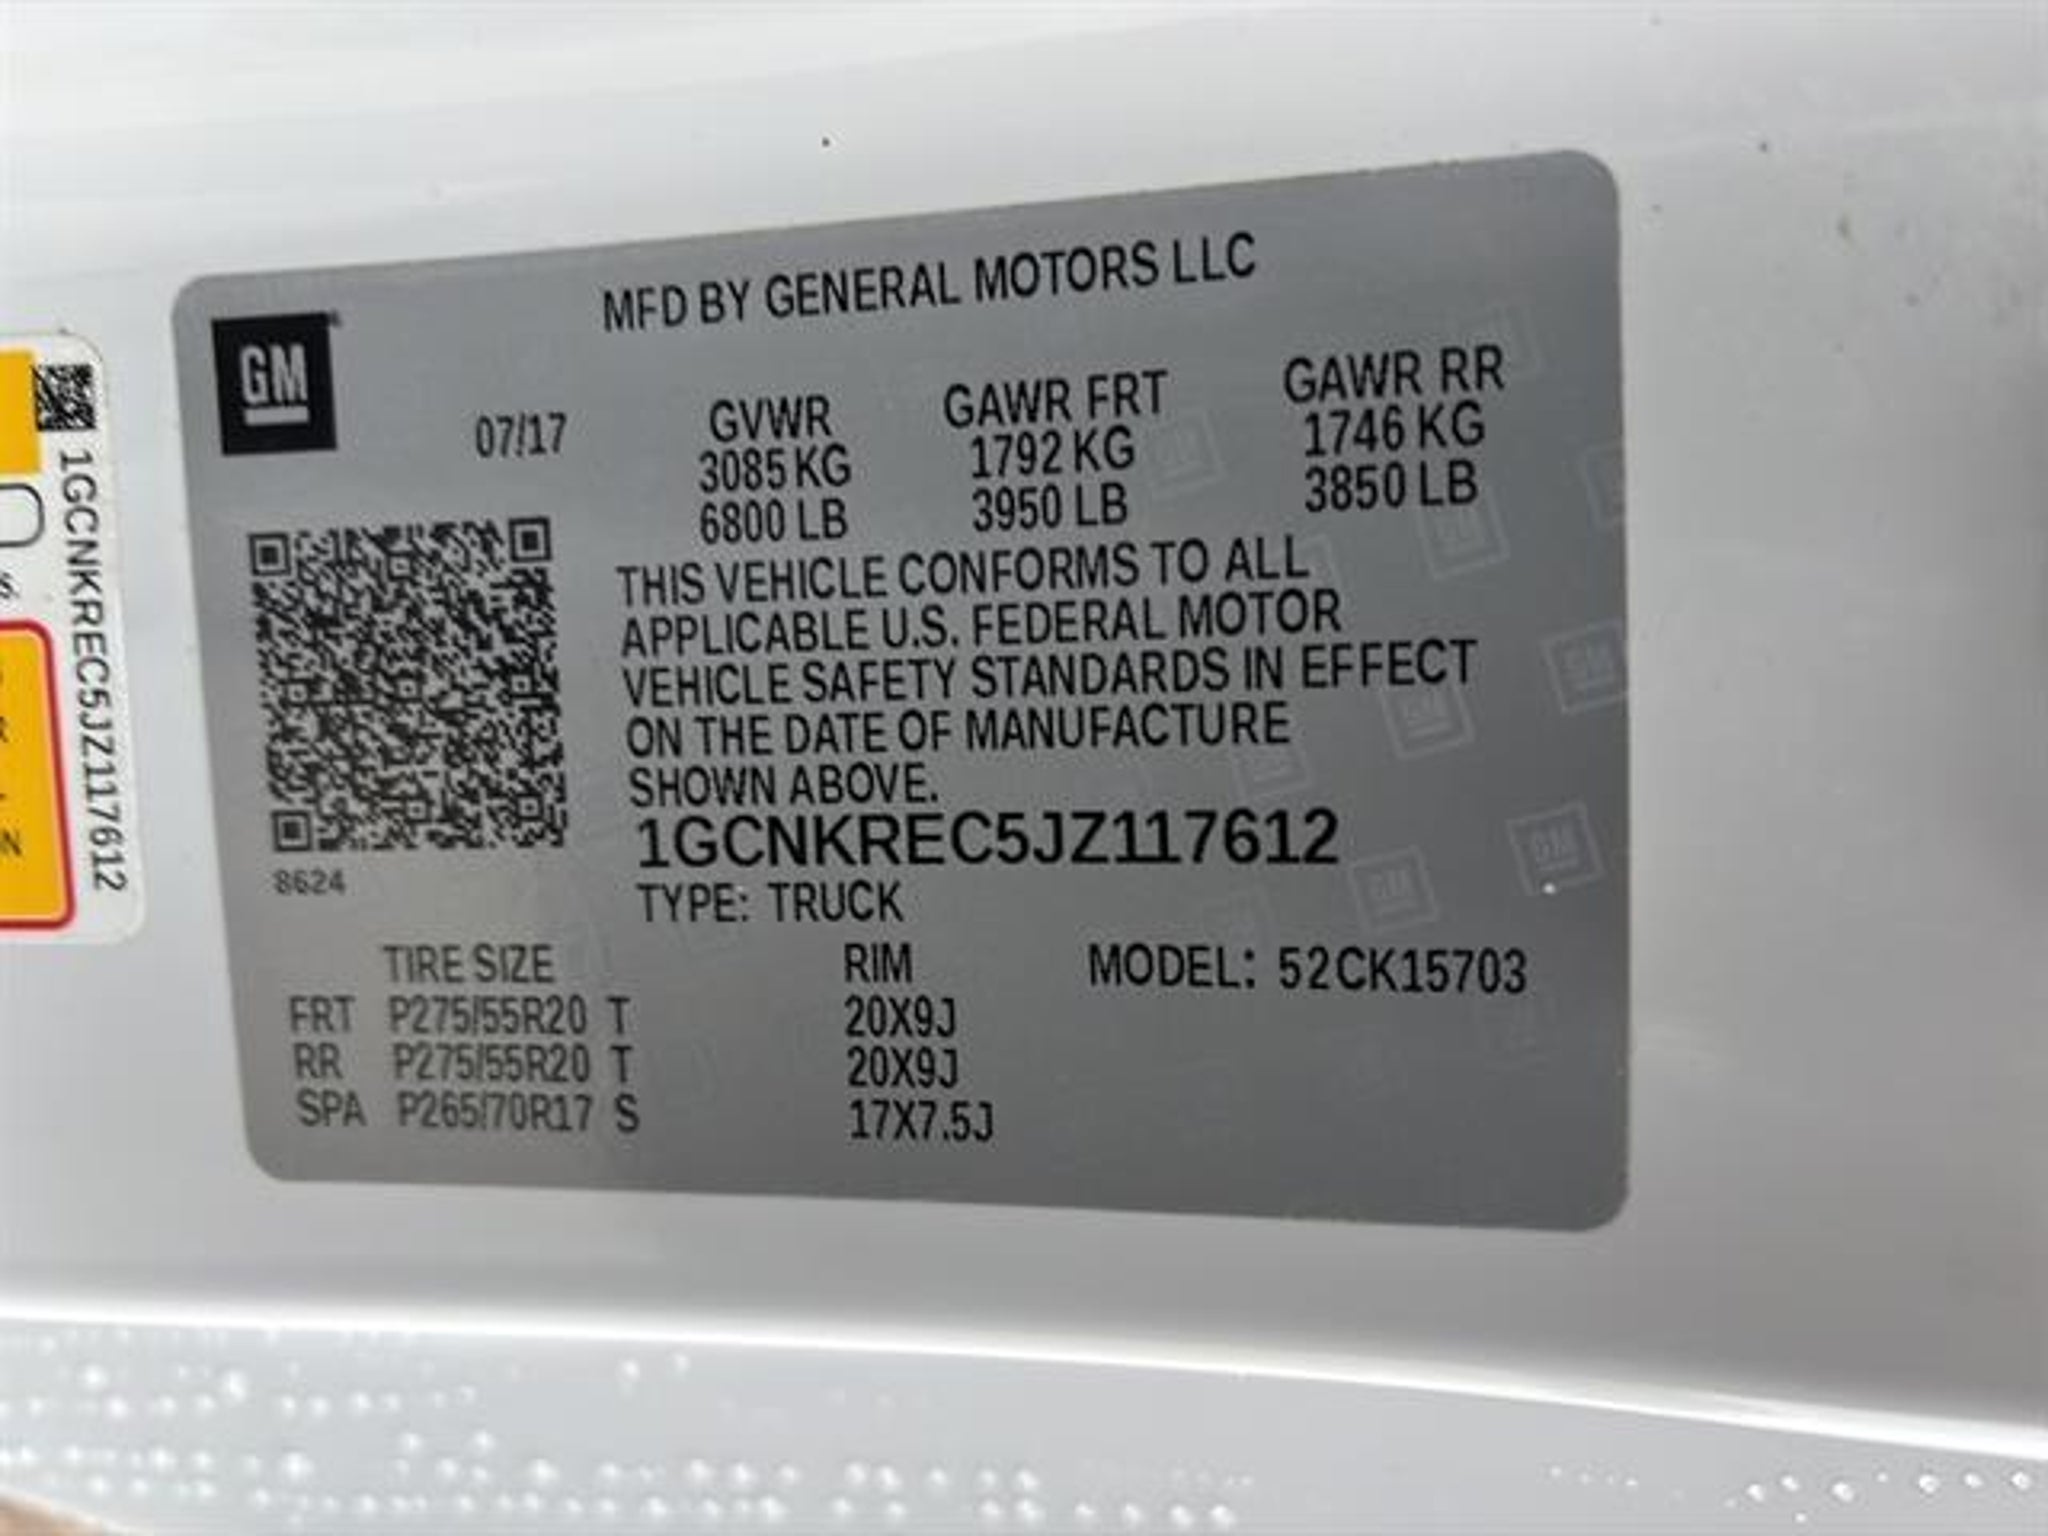 MFD BY GENERAL MOTORS LLC
GM
07/17
GVWR GAWR FRT GAWR RR
3085 KG 1792 KG 1746 KG
6800 LB 3950 LB 3850 LB
THIS VEHICLE CONFORMS TO ALL
APPLICABLE U.S. FEDERAL MOTOR
VEHICLE SAFETY STANDARDS IN EFFECT
ON THE DATE OF MANUFACTURE
SHOWN ABOVE.
1GCNKREC5JZ117612
8624
TYPE: TRUCK
TIRE SIZE RIM MODEL: 52CK15703
FRT P275/55R20 T 20X9J
RR P275/55R20 T 20X9J
SPA P265/70R17 S 17X7.5J
1GCNKREC5JZ117612